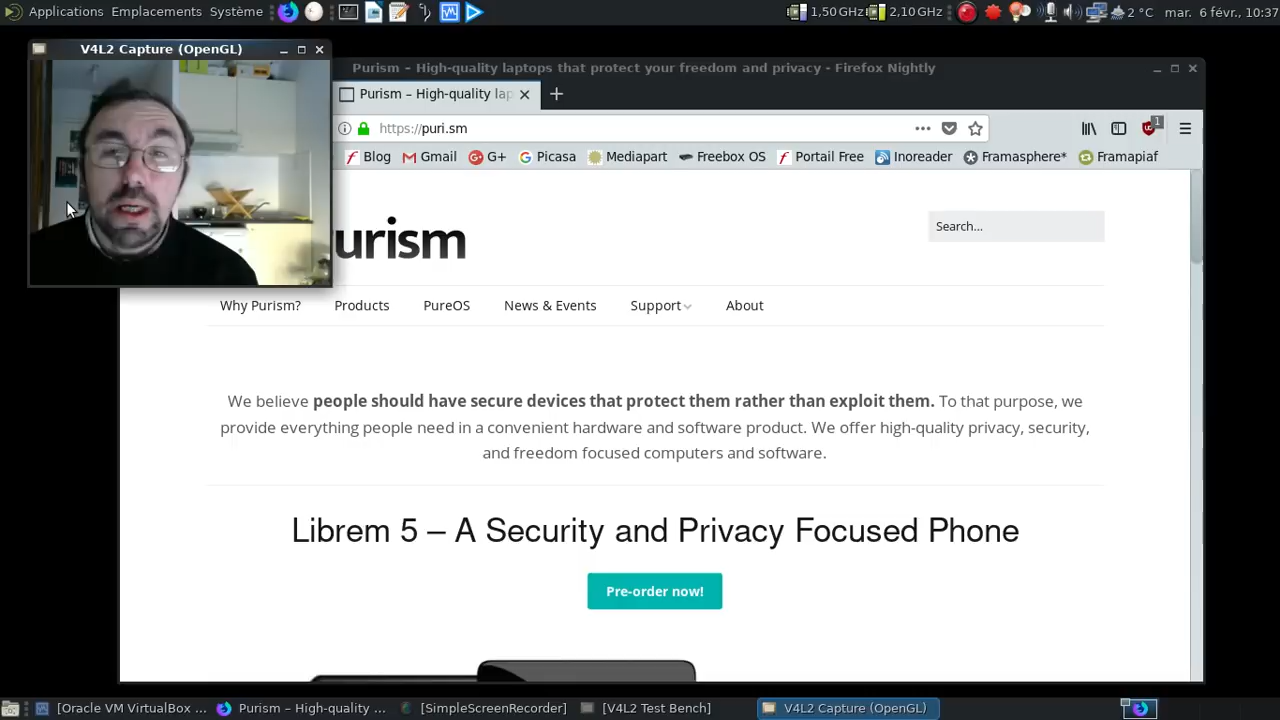 Applications Emplacements Système 1,50 GHz 2,10 GHz 2 °C mar. 6 févr., 10:37
V4L2 Capture (OpenGL)
Purism – High-quality laptops that protect your freedom and privacy - Firefox Nightly
Purism – High-quality lap
https://puri.sm
1
Blog Gmail G+ Picasa Mediapart Freebox OS Portail Free Inoreader Framasphere* Framapiaf
urism
Search...
Why Purism? Products PureOS News & Events Support About
We believe people should have secure devices that protect them rather than exploit them. To that purpose, we
provide everything people need in a convenient hardware and software product. We offer high-quality privacy, security,
and freedom focused computers and software.
Librem 5 – A Security and Privacy Focused Phone
Pre-order now!
[Oracle VM VirtualBox ... Purism – High-quality ... [SimpleScreenRecorder] [V4L2 Test Bench] V4L2 Capture (OpenGL)